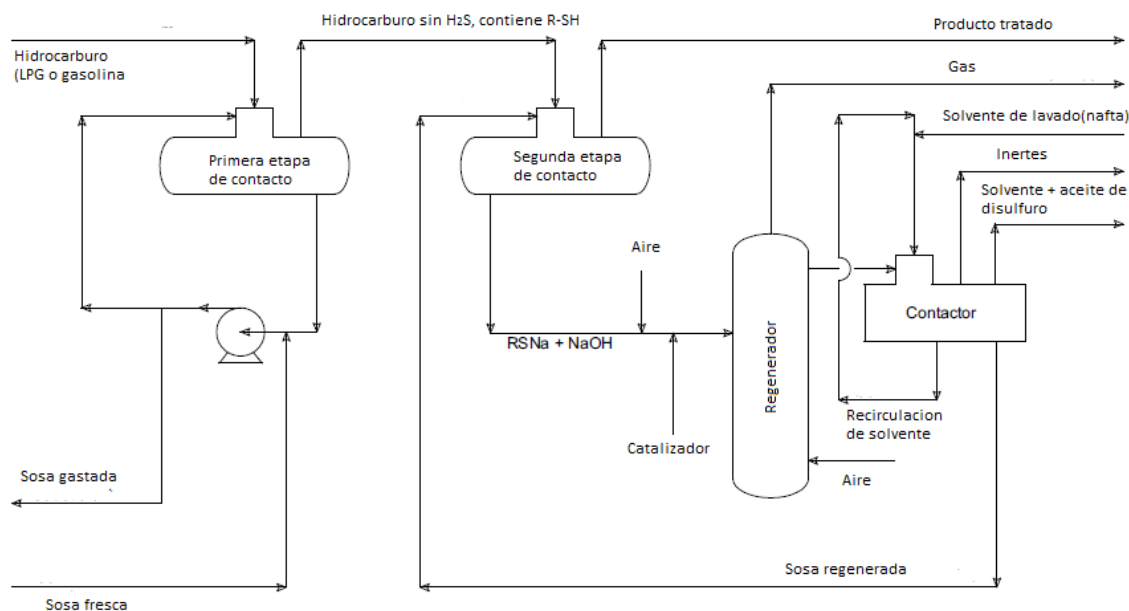 Hidrocarburo sin H2S, contiene R-SH
Producto tratado
Hidrocarburo
(LPG o gasolina
Gas
Solvente de lavado(nafta)
Primera etapa
de contacto
Segunda etapa
de contacto
Inertes
Solvente + aceite de
disulfuro
Aire
Contactor
RSNa + NaOH
Regenerador
Recirculacion
de solvente
Catalizador
Sosa gastada
Aire
Sosa regenerada
Sosa fresca